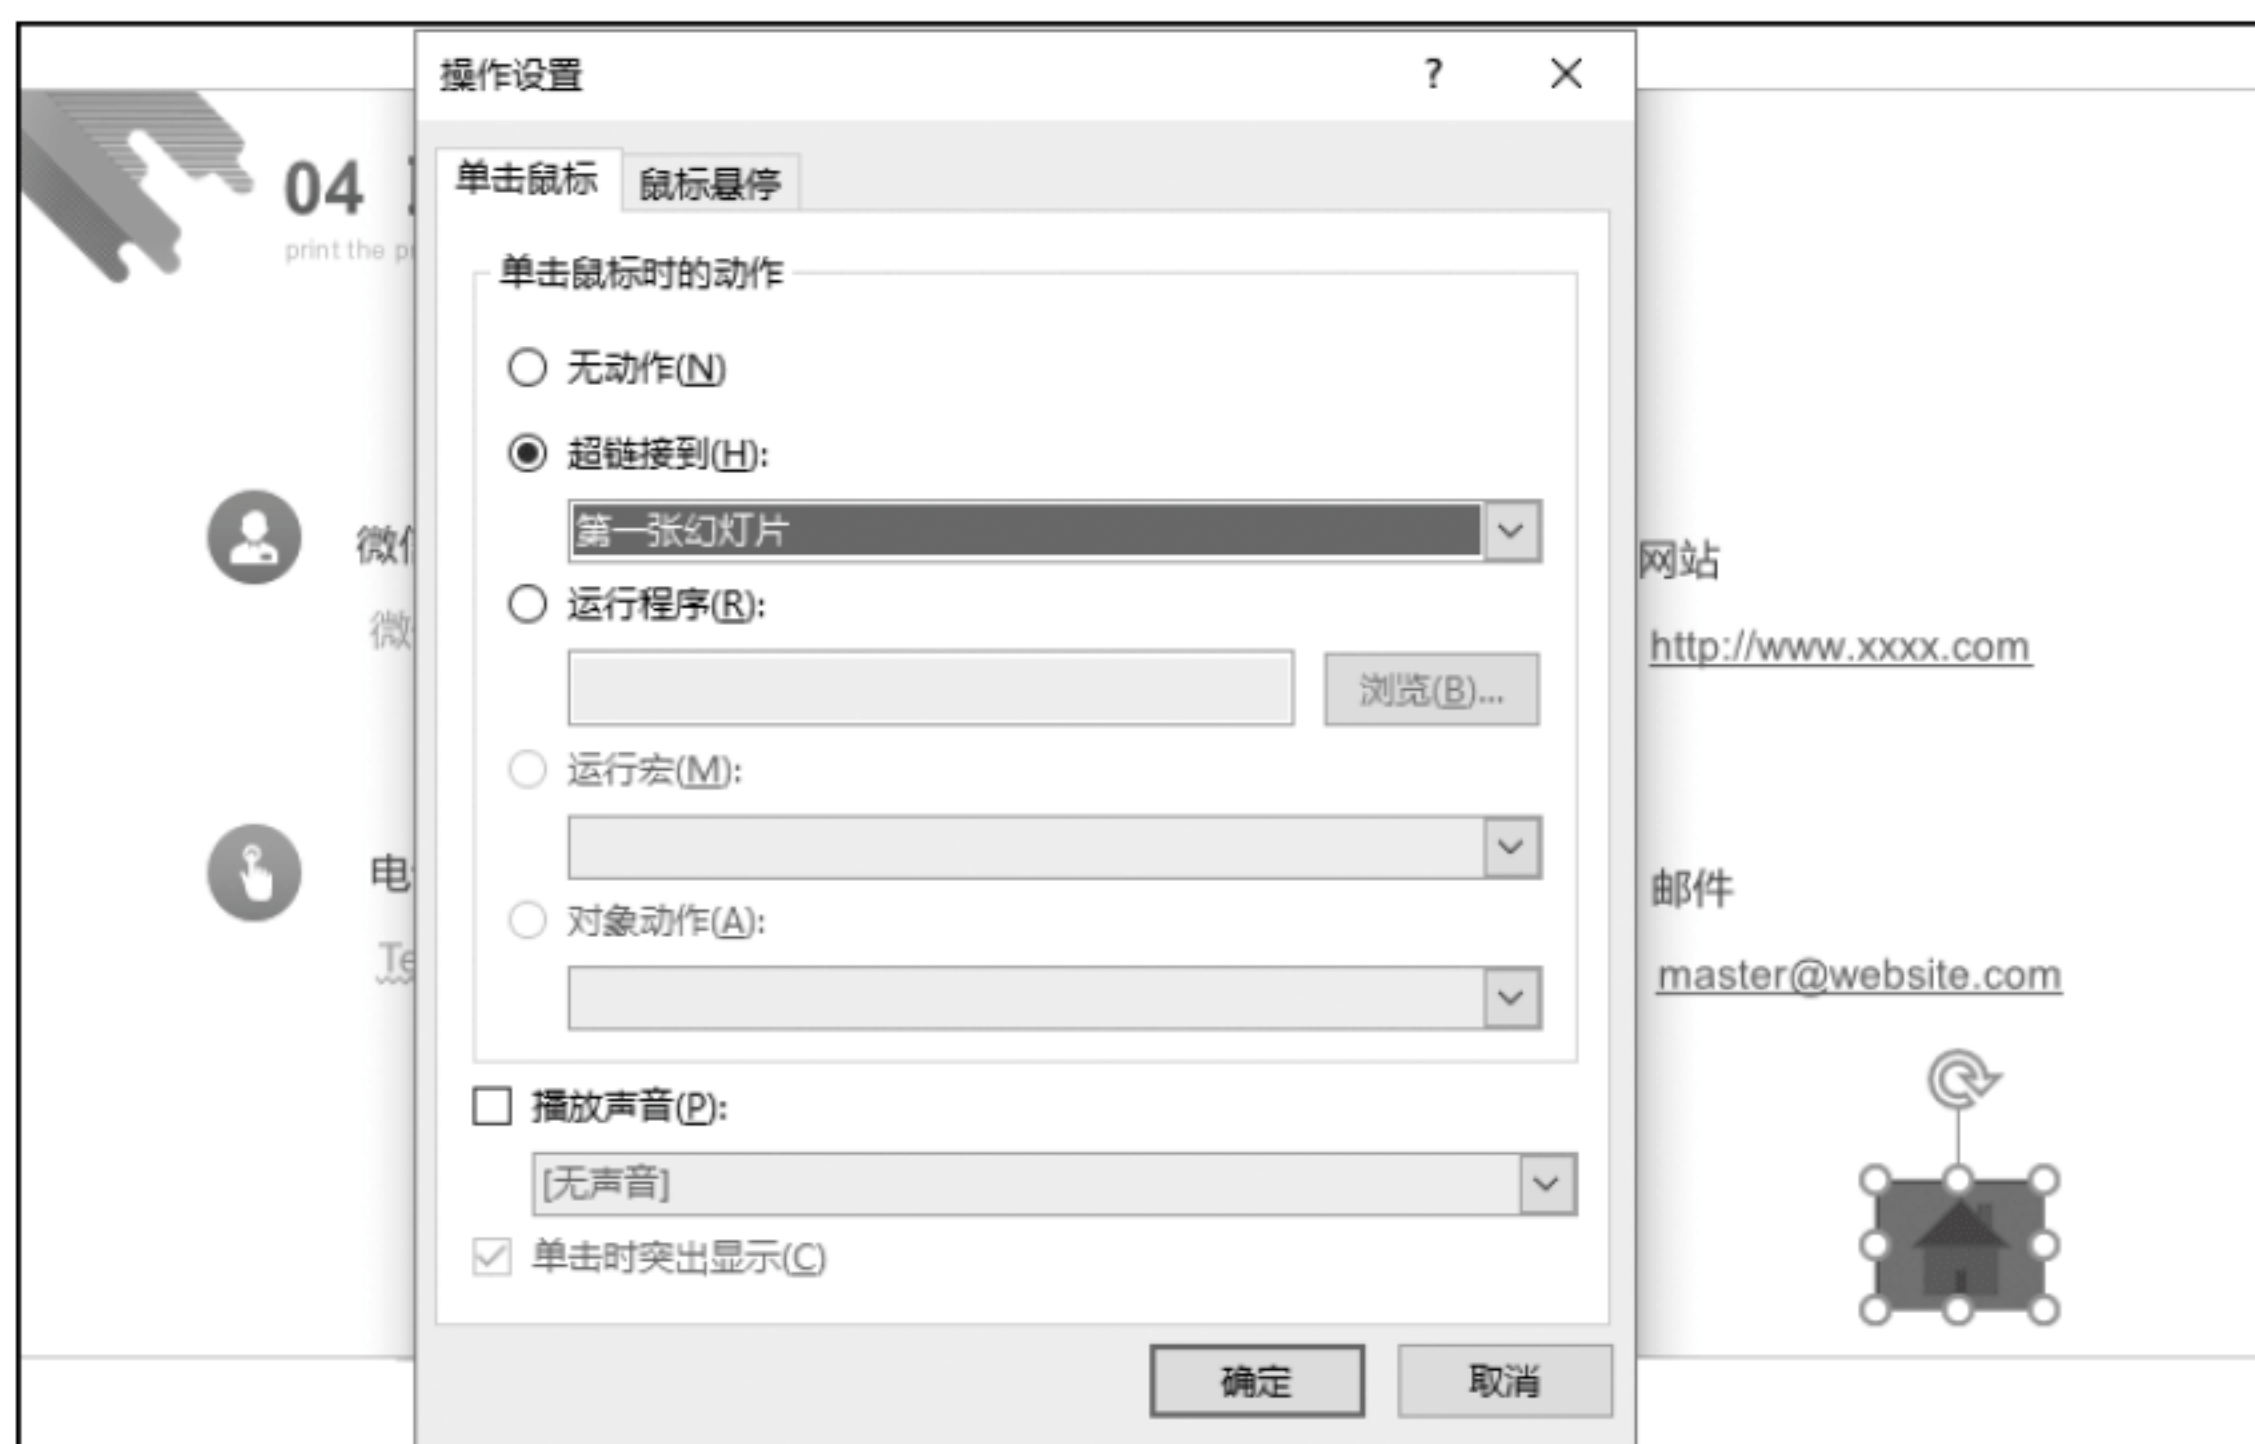 操作设置
?
单击鼠标
鼠标悬停
04
print the
单击鼠标时的动作
无动作(N)
超链接到(H):
第一张幻灯片
运行程序(R):
浏览(B)...
运行宏(M):
对象动作(A):
播放声音(P):
[无声音]
单击时突出显示(C)
确定
取消
微
微
电
Te
网站
http://www.xxxx.com
邮件
master@website.com